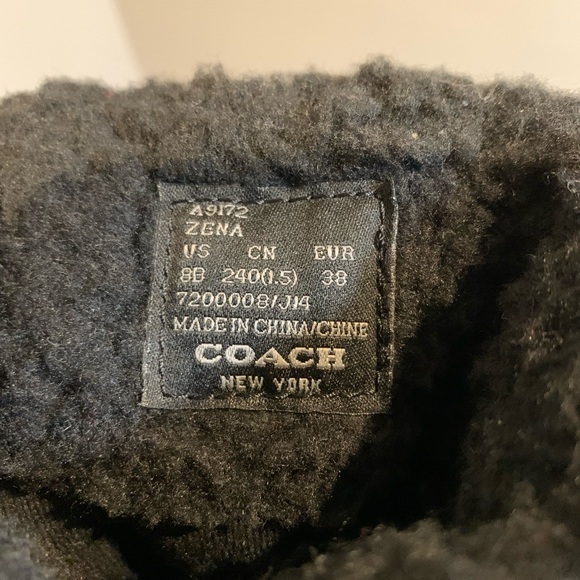 A9172
ZENA
US CN EUR
8B 240(1.5) 38
7200008/J14
MADE IN CHINA/CHINE
COACH
NEW YORK